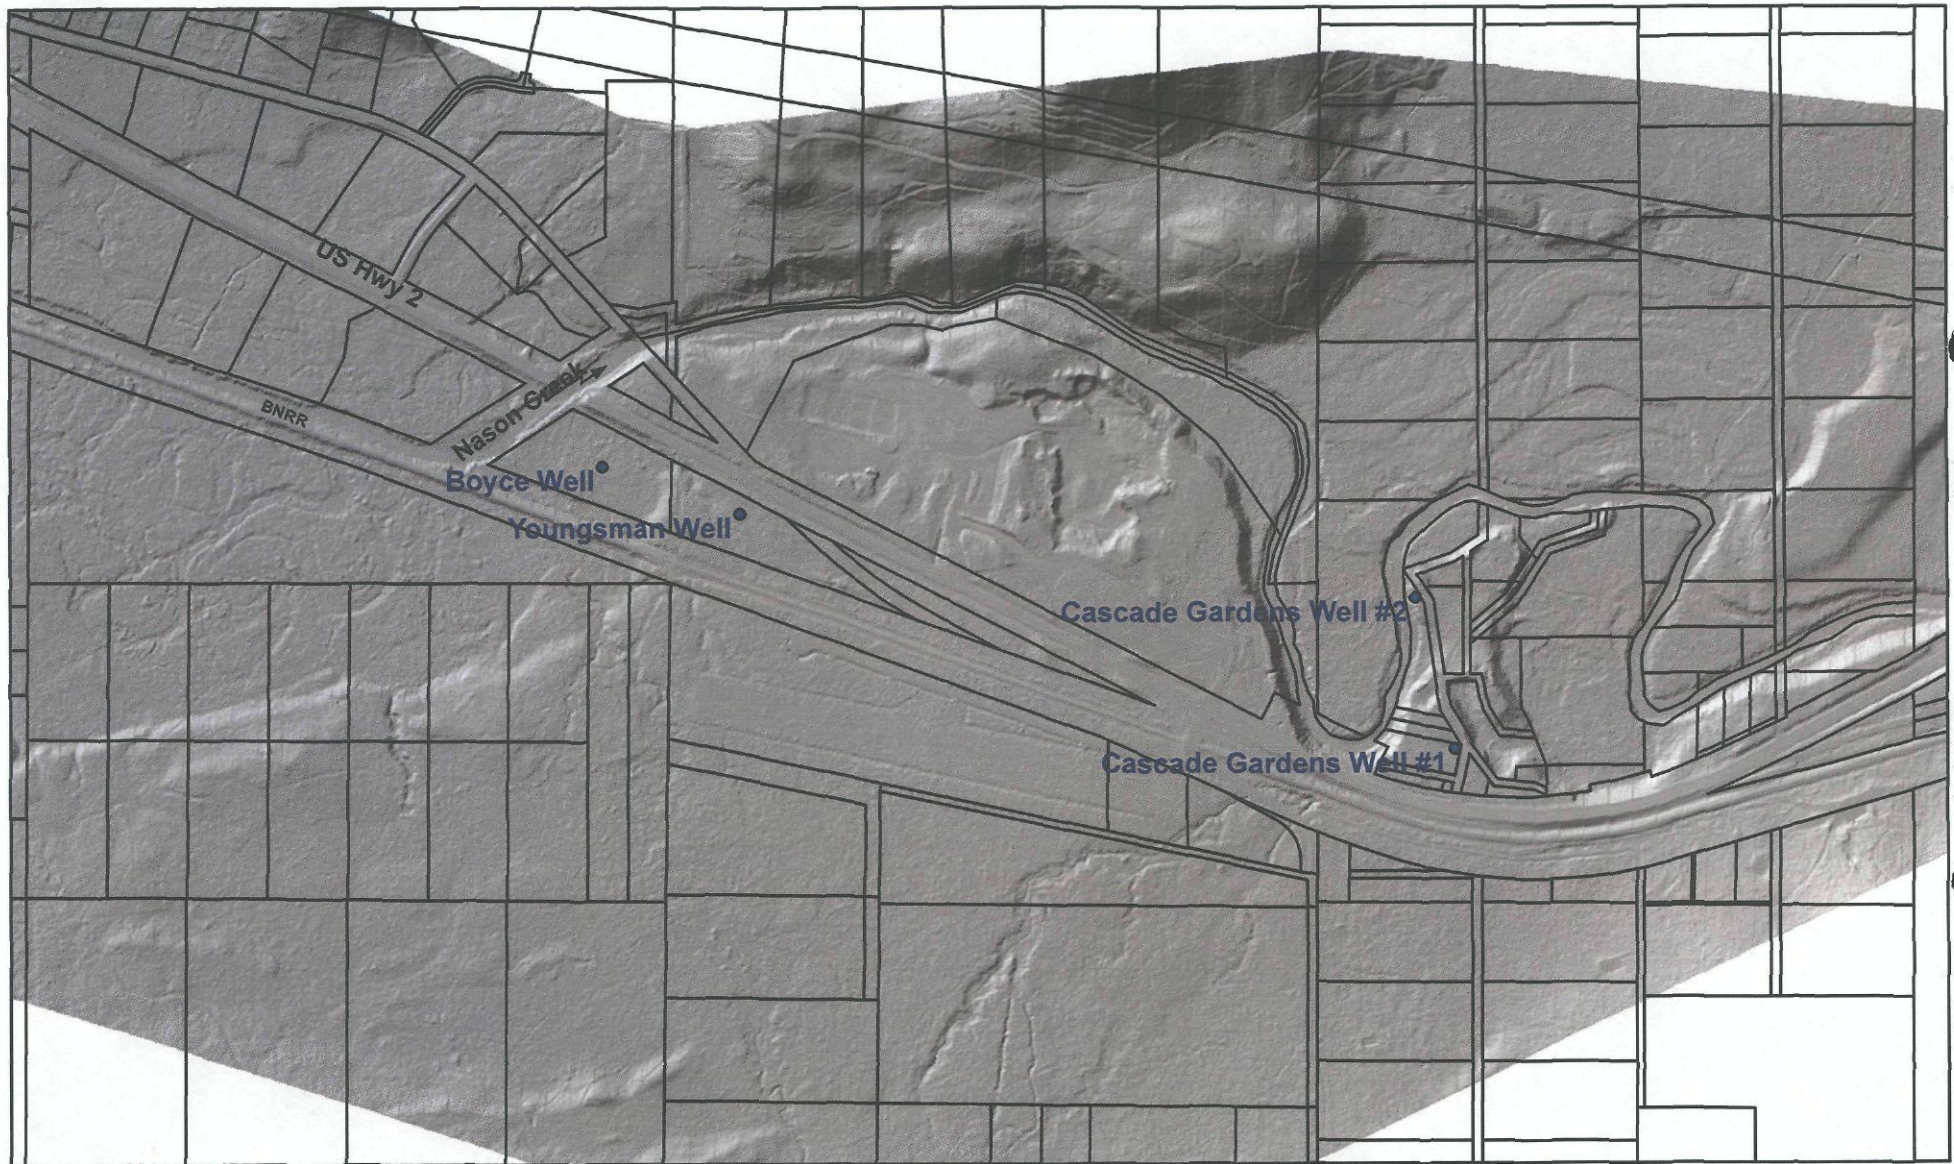 US Hwy 2
BNRR
Nason Creek
Boyce Well
Youngsman Well
Cascade Gardens Well #2
Cascade Gardens Well #1